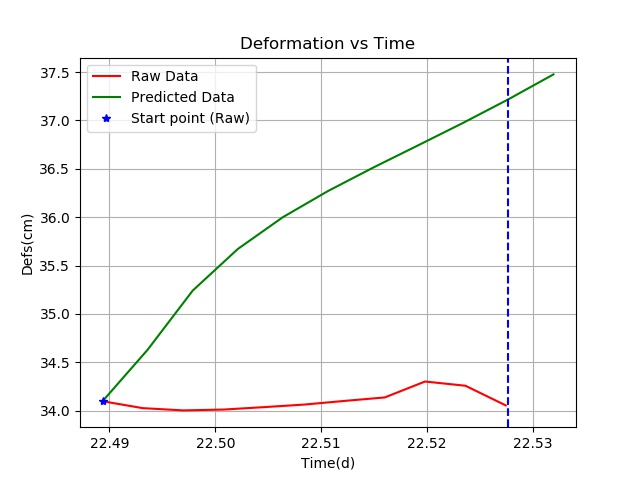 Deformation vs Time
Raw Data
Predicted Data
Start point (Raw)
Defs(cm)
37.5
37.0
36.5
36.0
35.5
35.0
34.5
34.0
22.49 22.50 22.51 22.52 22.53
Time(d)